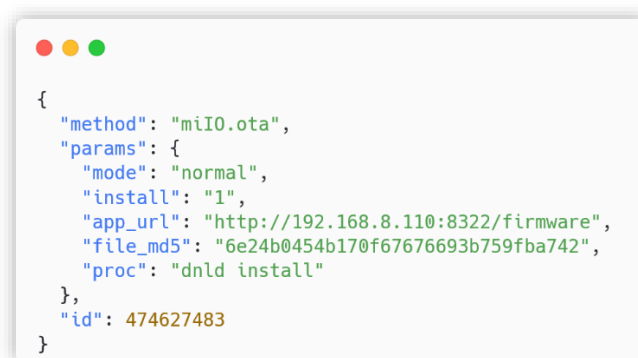 {
  "method": "miIO.ota",
  "params": {
    "mode": "normal",
    "install": "1",
    "app_url": "http://192.168.8.110:8322/firmware",
    "file_md5": "6e24b0454b170f67676693b759fba742",
    "proc": "dnld install"
  },
  "id": 474627483
}